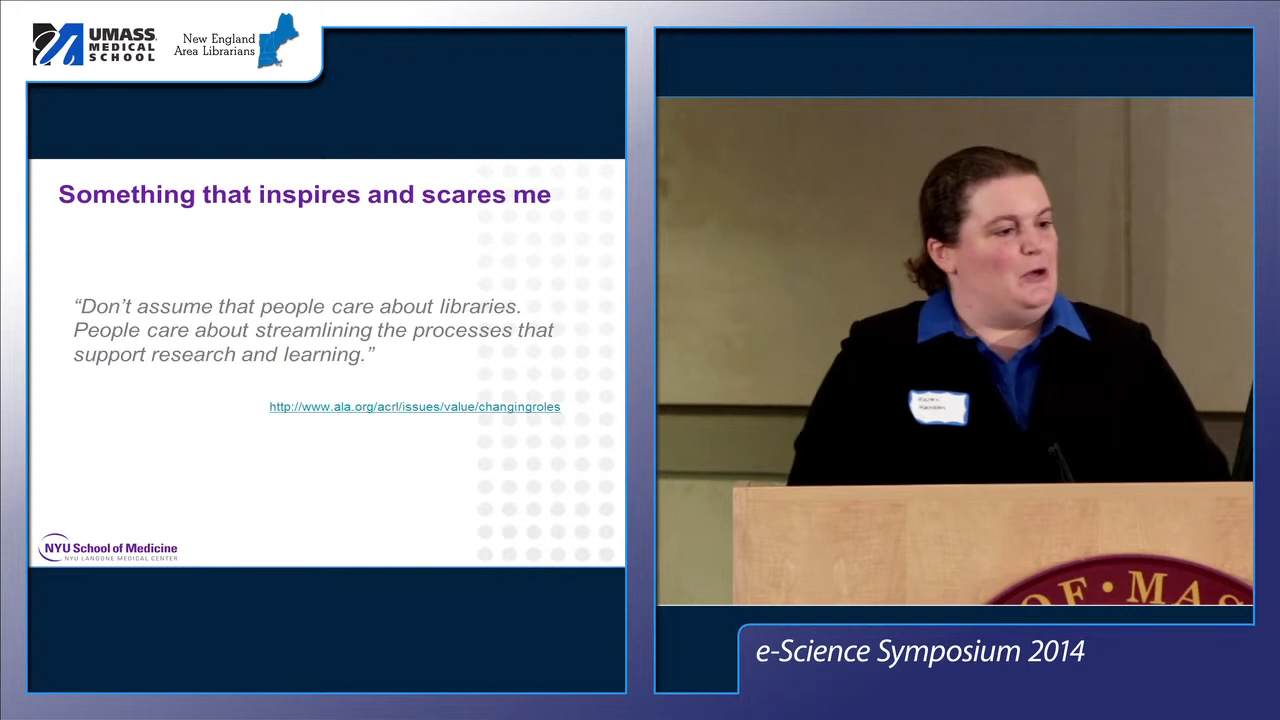 UMASS
MEDICAL
SCHOOL
New England
Area Librarians
Something that inspires and scares me
“Don’t assume that people care about libraries.
People care about streamlining the processes that
support research and learning.”
http://www.ala.org/acrl/issues/value/changingroles
NYU School of Medicine
NYU LANGONE MEDICAL CENTER
OF • MAS
e-Science Symposium 2014